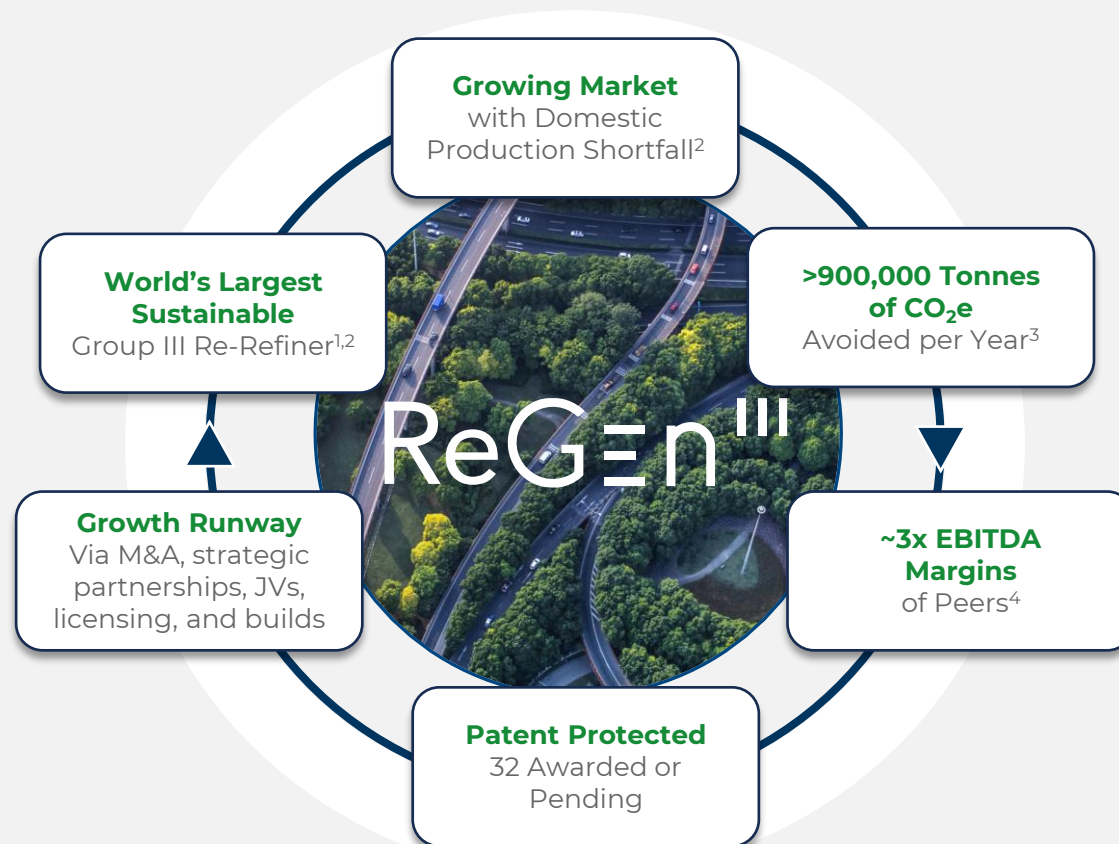 Growing Market
with Domestic
Production Shortfall²
>900,000 Tonnes
of CO₂e
Avoided per Year³
~3x EBITDA
Margins
of Peers⁴
Patent Protected
32 Awarded or
Pending
Growth Runway
Via M&A, strategic
partnerships, JVs,
licensing, and builds
World’s Largest
Sustainable
Group III Re-Refiner¹,²
ReGen III